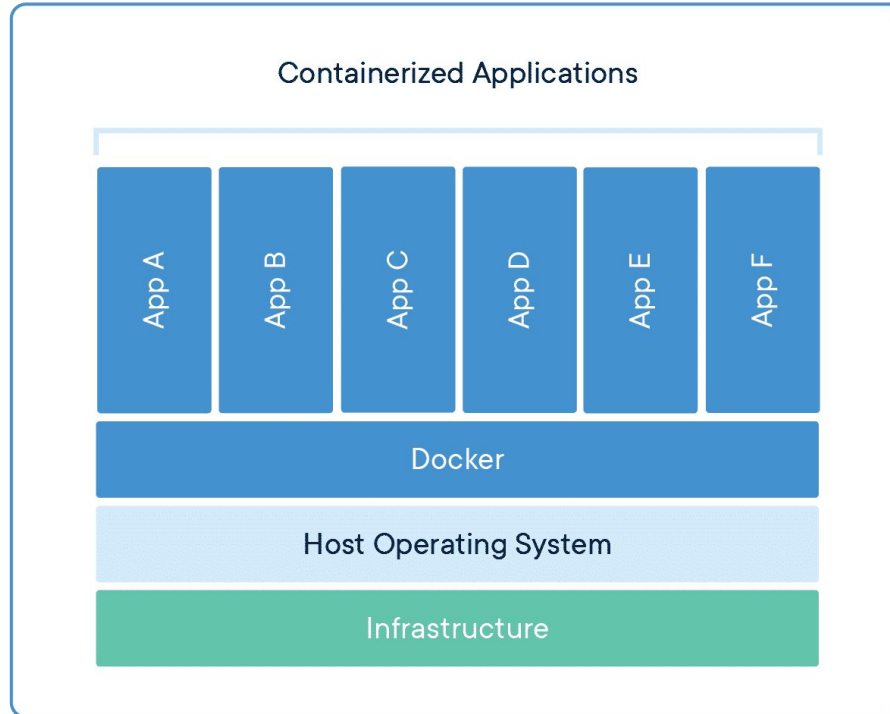 Containerized Applications
App A
App B
App C
App D
App E
App F
Docker
Host Operating System
Infrastructure